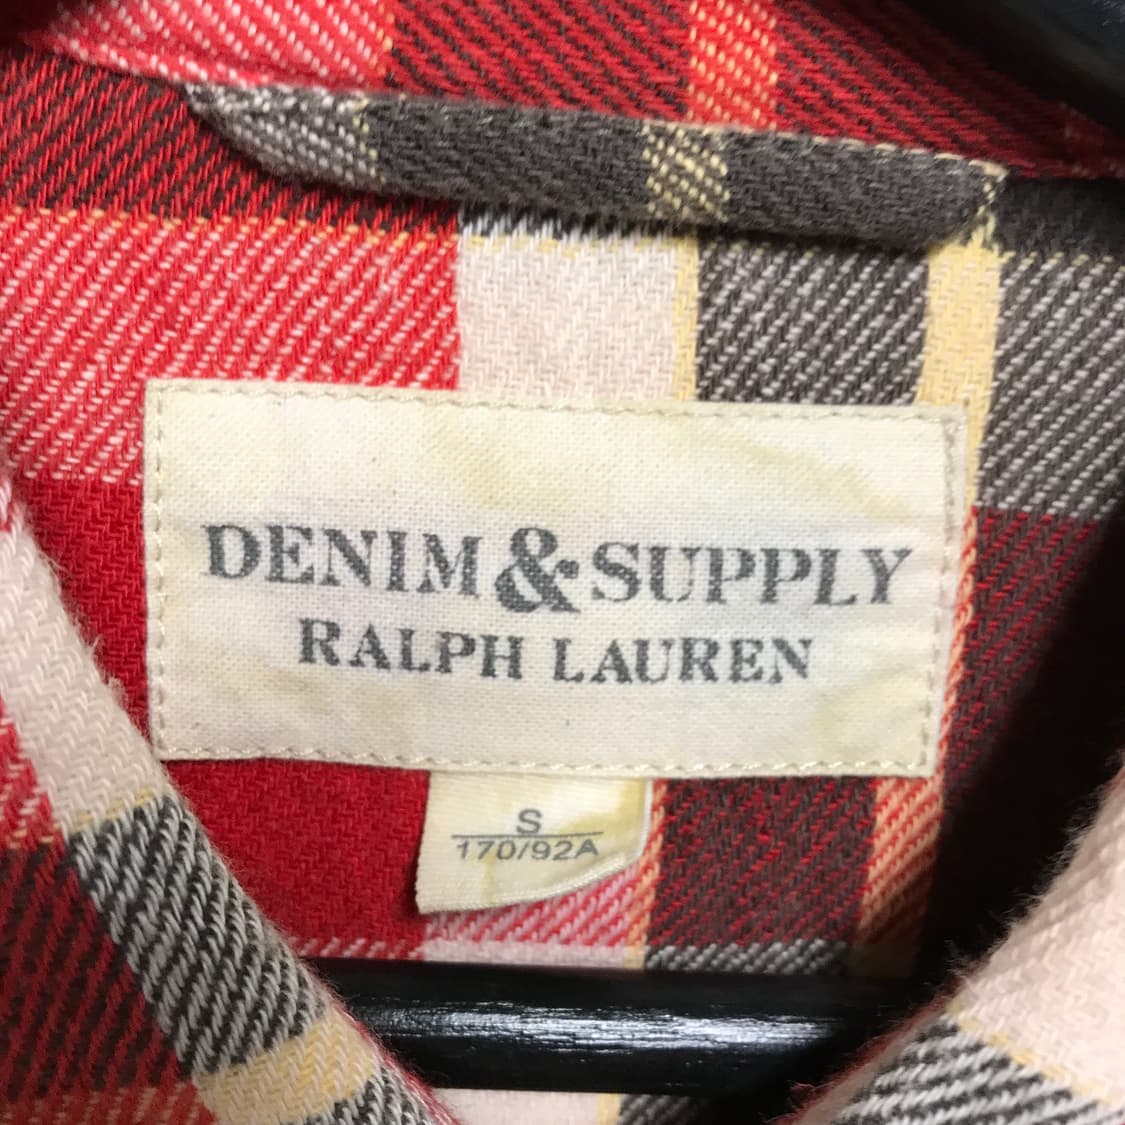 DENIM & SUPPLY
RALPH LAUREN
S
170/92A